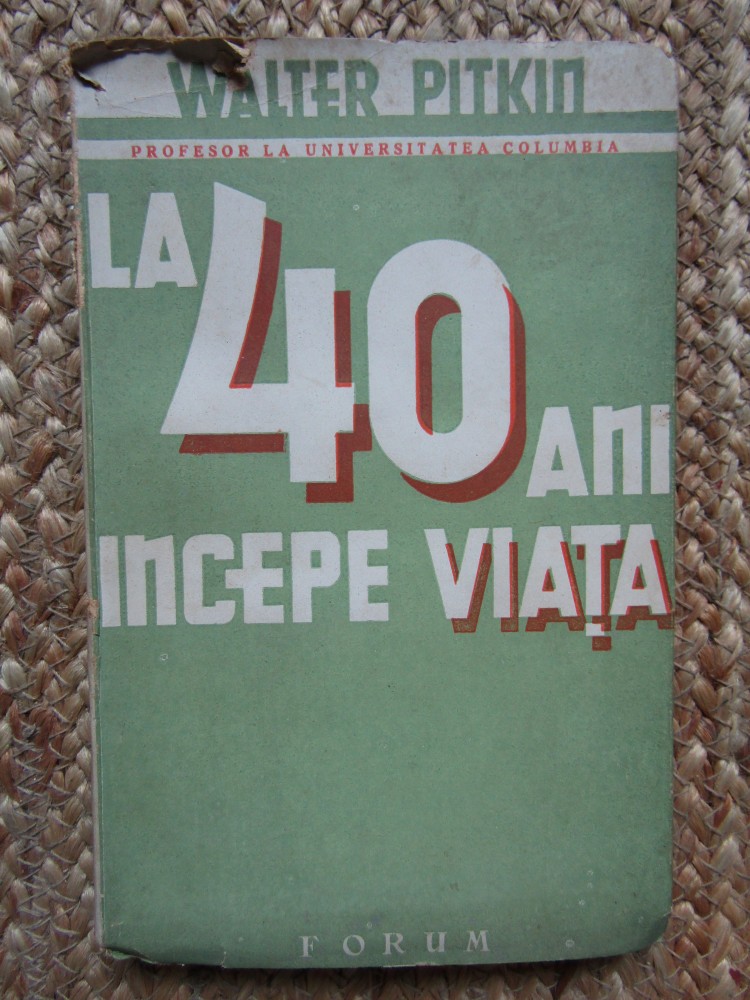 WALTER PITKIN
PROFESOR LA UNIVERSITATEA COLUMBIA
LA 40 ANI
INCEPE VIAȚA
FORUM